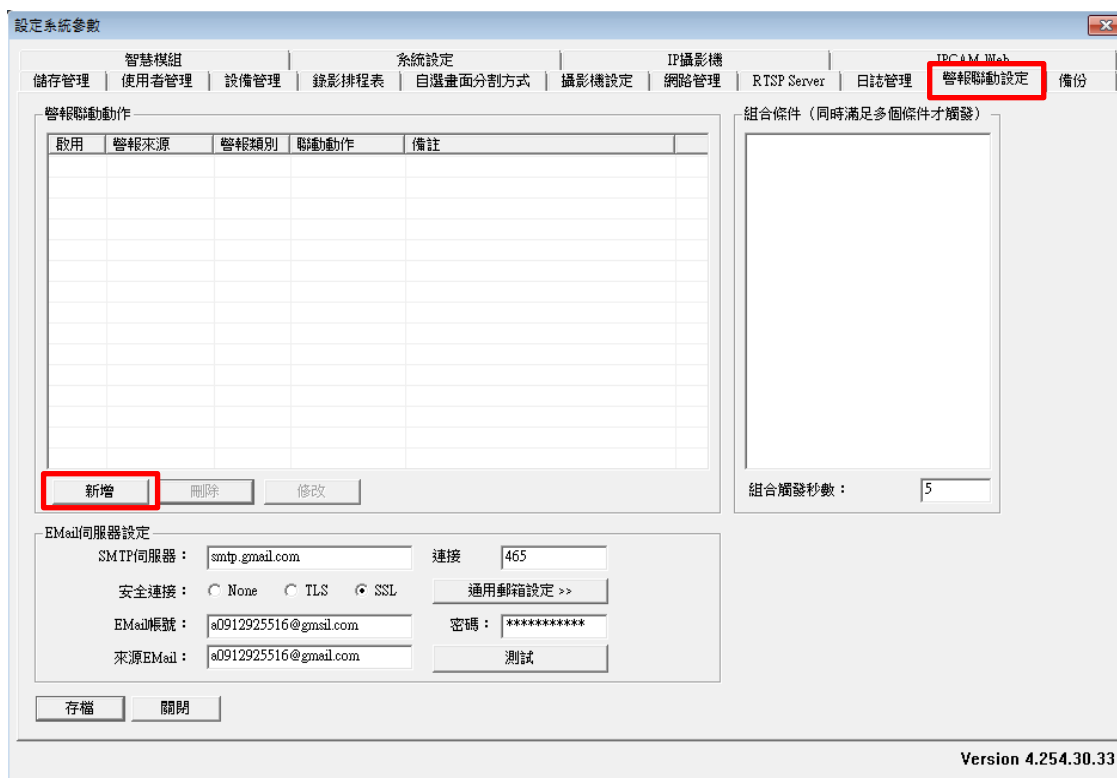 設定系統參數
智慧模組 系統設定 IP攝影機 IPCAM Web
儲存管理 使用者管理 設備管理 錄影排程表 自選畫面分割方式 攝影機設定 網路管理 RTSP Server 日誌管理 警報聯動設定 備份
警報聯動動作 組合條件（同時滿足多個條件才觸發）
啟用 警報來源 警報類別 聯動動作 備註
新增 刪除 修改 組合觸發秒數： 5
EMail伺服器設定
SMTP伺服器： smtp.gmail.com 連接 465
安全連接： None TLS SSL 通用郵箱設定 >>
EMail帳號： a0912925516@gmsil.com 密碼： ***********
來源EMail： a0912925516@gmail.com 測試
存檔 關閉
Version 4.254.30.33